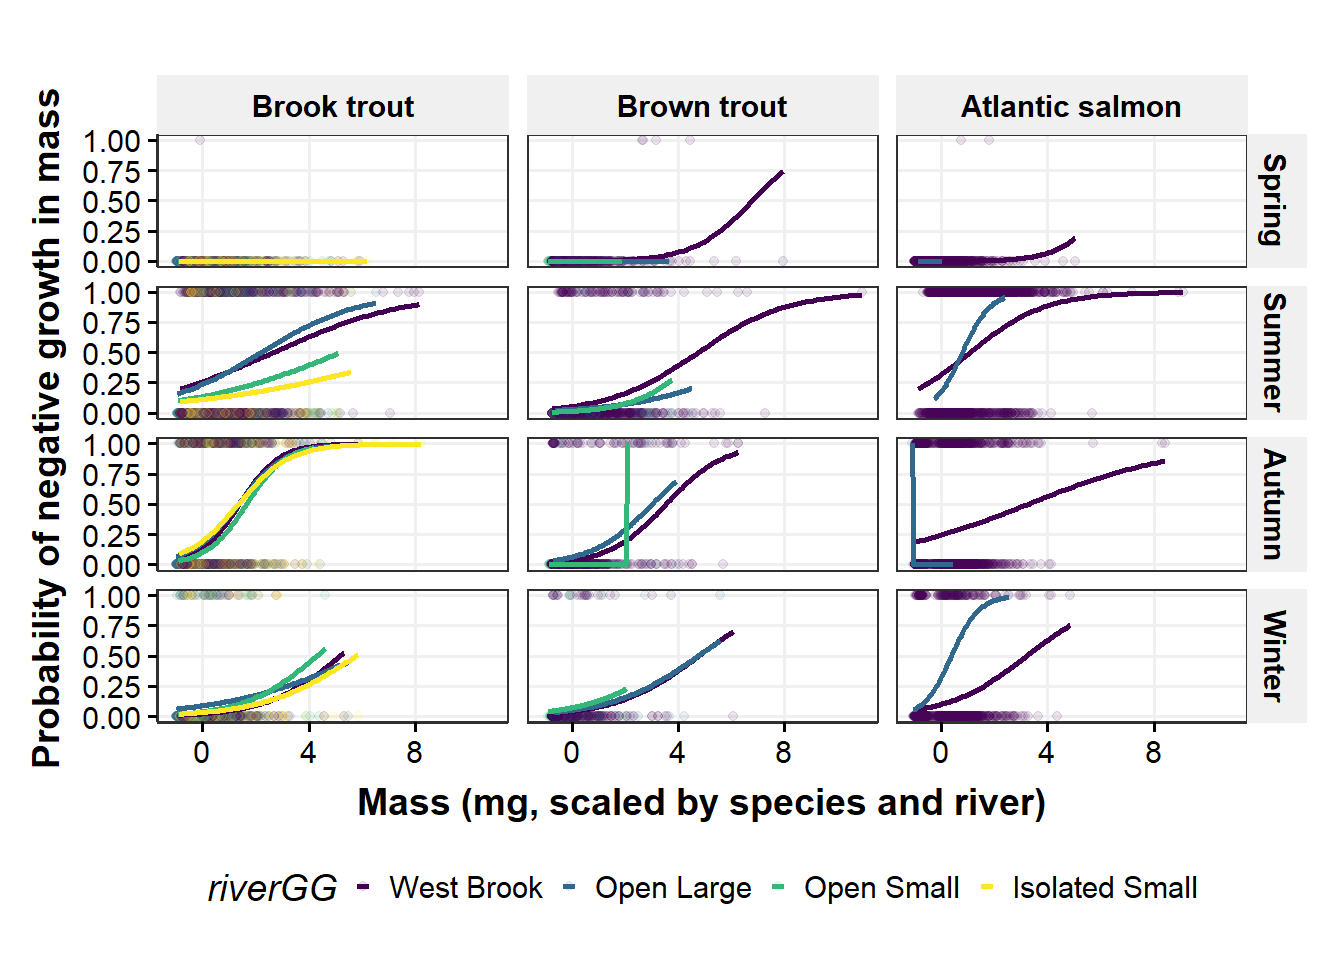 Brook trout Brown trout Atlantic salmon
Probability of negative growth in mass
1.00
0.75
0.50
0.25
0.00
Spring
1.00
0.75
0.50
0.25
0.00
Summer
1.00
0.75
0.50
0.25
0.00
Autumn
1.00
0.75
0.50
0.25
0.00
Winter
0 4 8 0 4 8 0 4 8
Mass (mg, scaled by species and river)
riverGG West Brook Open Large Open Small Isolated Small